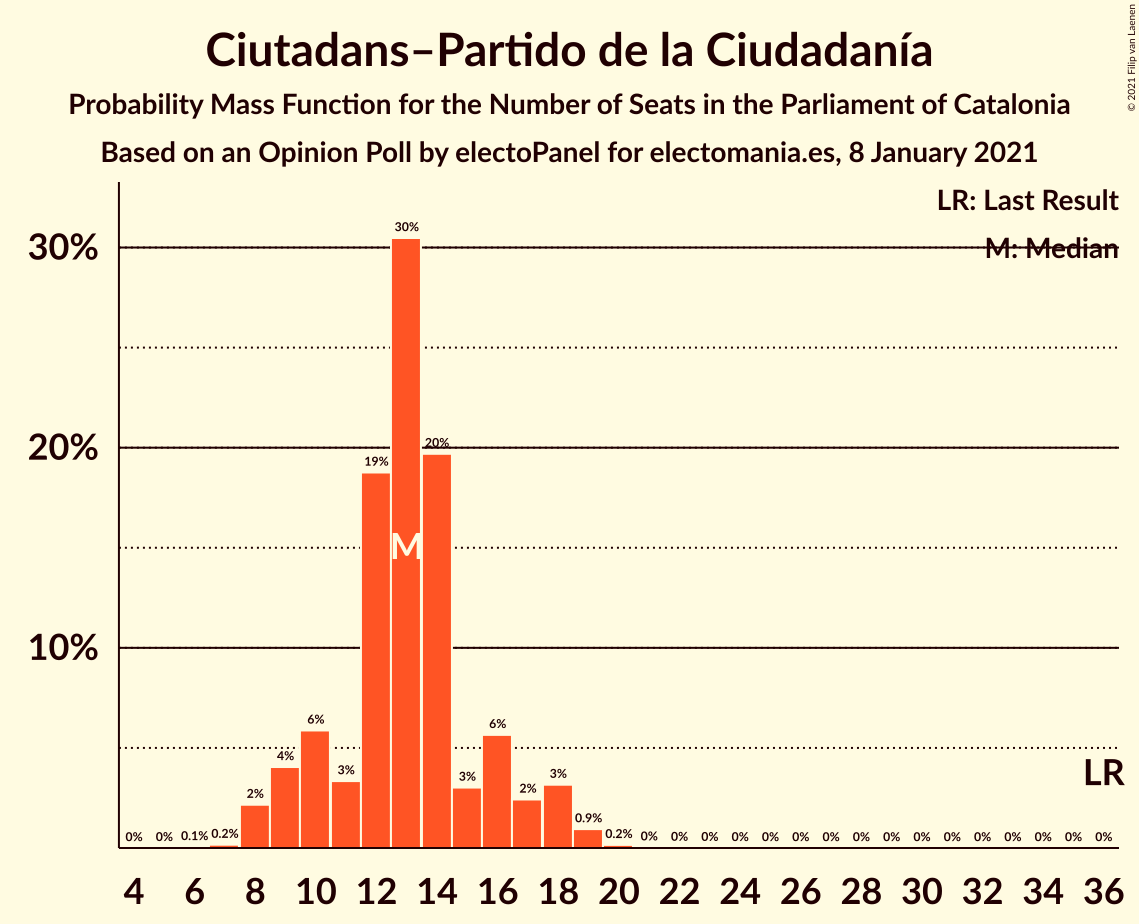 Ciutadans–Partido de la Ciudadanía
Probability Mass Function for the Number of Seats in the Parliament of Catalonia
Based on an Opinion Poll by electoPanel for electomania.es, 8 January 2021
© 2021 Filip van Laenen
LR: Last Result
M: Median
30%
20%
10%
0% 0% 0.1% 0.2% 2% 4% 6% 3% 19% 30% 20% 3% 6% 2% 3% 0.9% 0.2% 0% 0% 0% 0% 0% 0% 0% 0% 0% 0% 0% 0% 0% 0% 0% 0%
M
LR
4 6 8 10 12 14 16 18 20 22 24 26 28 30 32 34 36